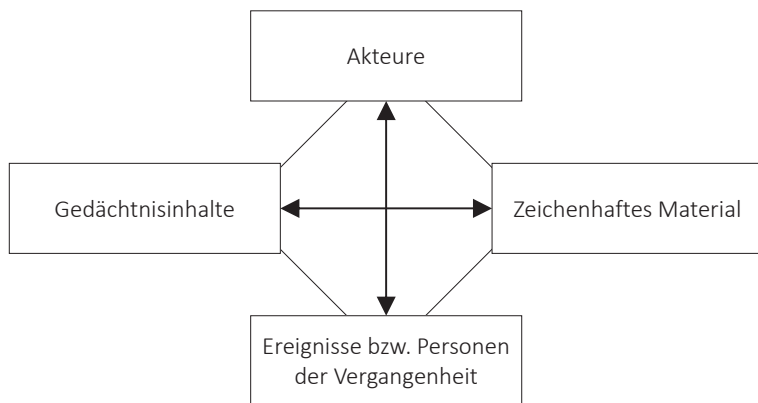 Akteure
Gedächtnisinhalte
Zeichenhaftes Material
Ereignisse bzw. Personen
der Vergangenheit